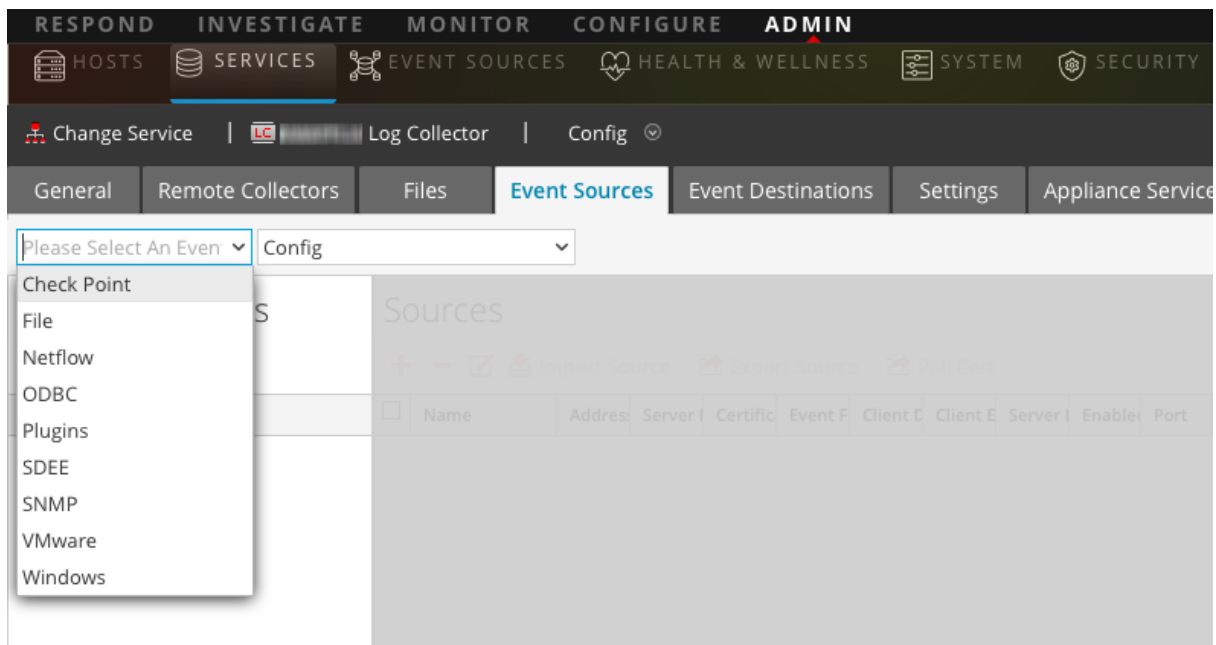 RESPOND INVESTIGATE MONITOR CONFIGURE ADMIN
HOSTS SERVICES EVENT SOURCES HEALTH & WELLNESS SYSTEM SECURITY
Change Service | LC Log Collector | Config
General Remote Collectors Files Event Sources Event Destinations Settings Appliance Service
Please Select An Even Config
Check Point
File
Netflow
ODBC
Plugins
SDEE
SNMP
VMware
Windows
s
Sources
Import Source Export Source Pull Cert
Name Address Server Certific Event F Client D Client E Server Enabled Port